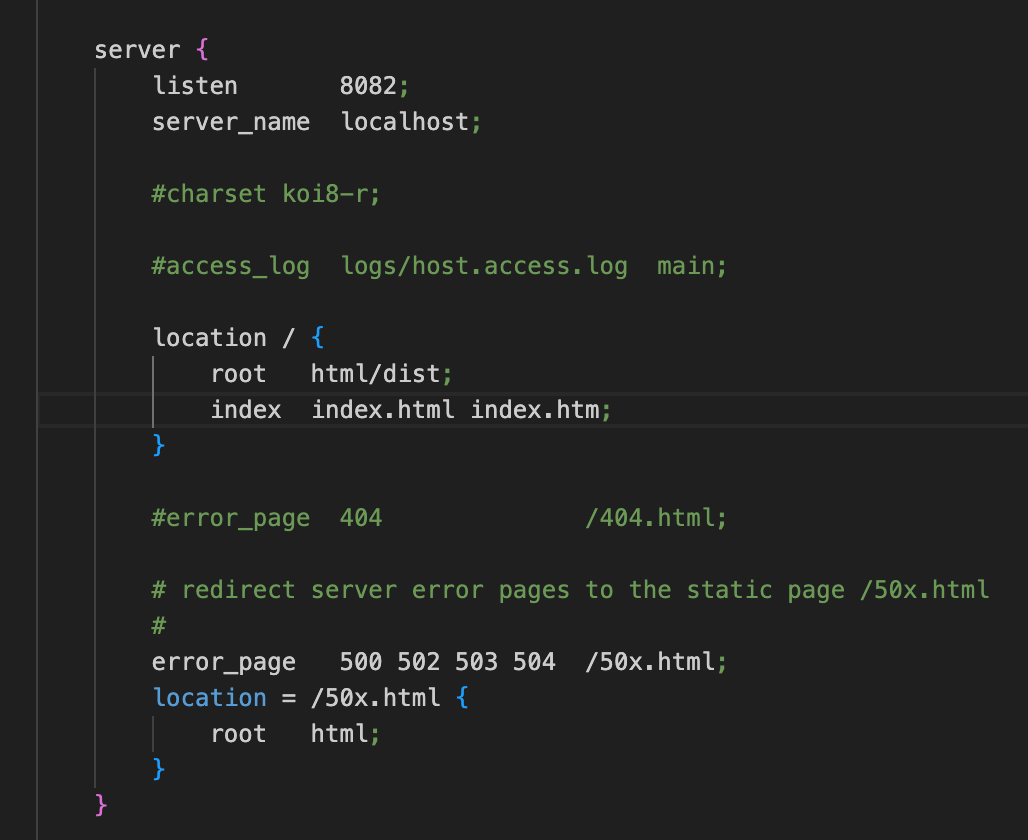 server {
    listen       8082;
    server_name  localhost;

    #charset koi8-r;

    #access_log  logs/host.access.log  main;

    location / {
        root   html/dist;
        index  index.html index.htm;
    }

    #error_page  404              /404.html;

    # redirect server error pages to the static page /50x.html
    #
    error_page   500 502 503 504  /50x.html;
    location = /50x.html {
        root   html;
    }
}